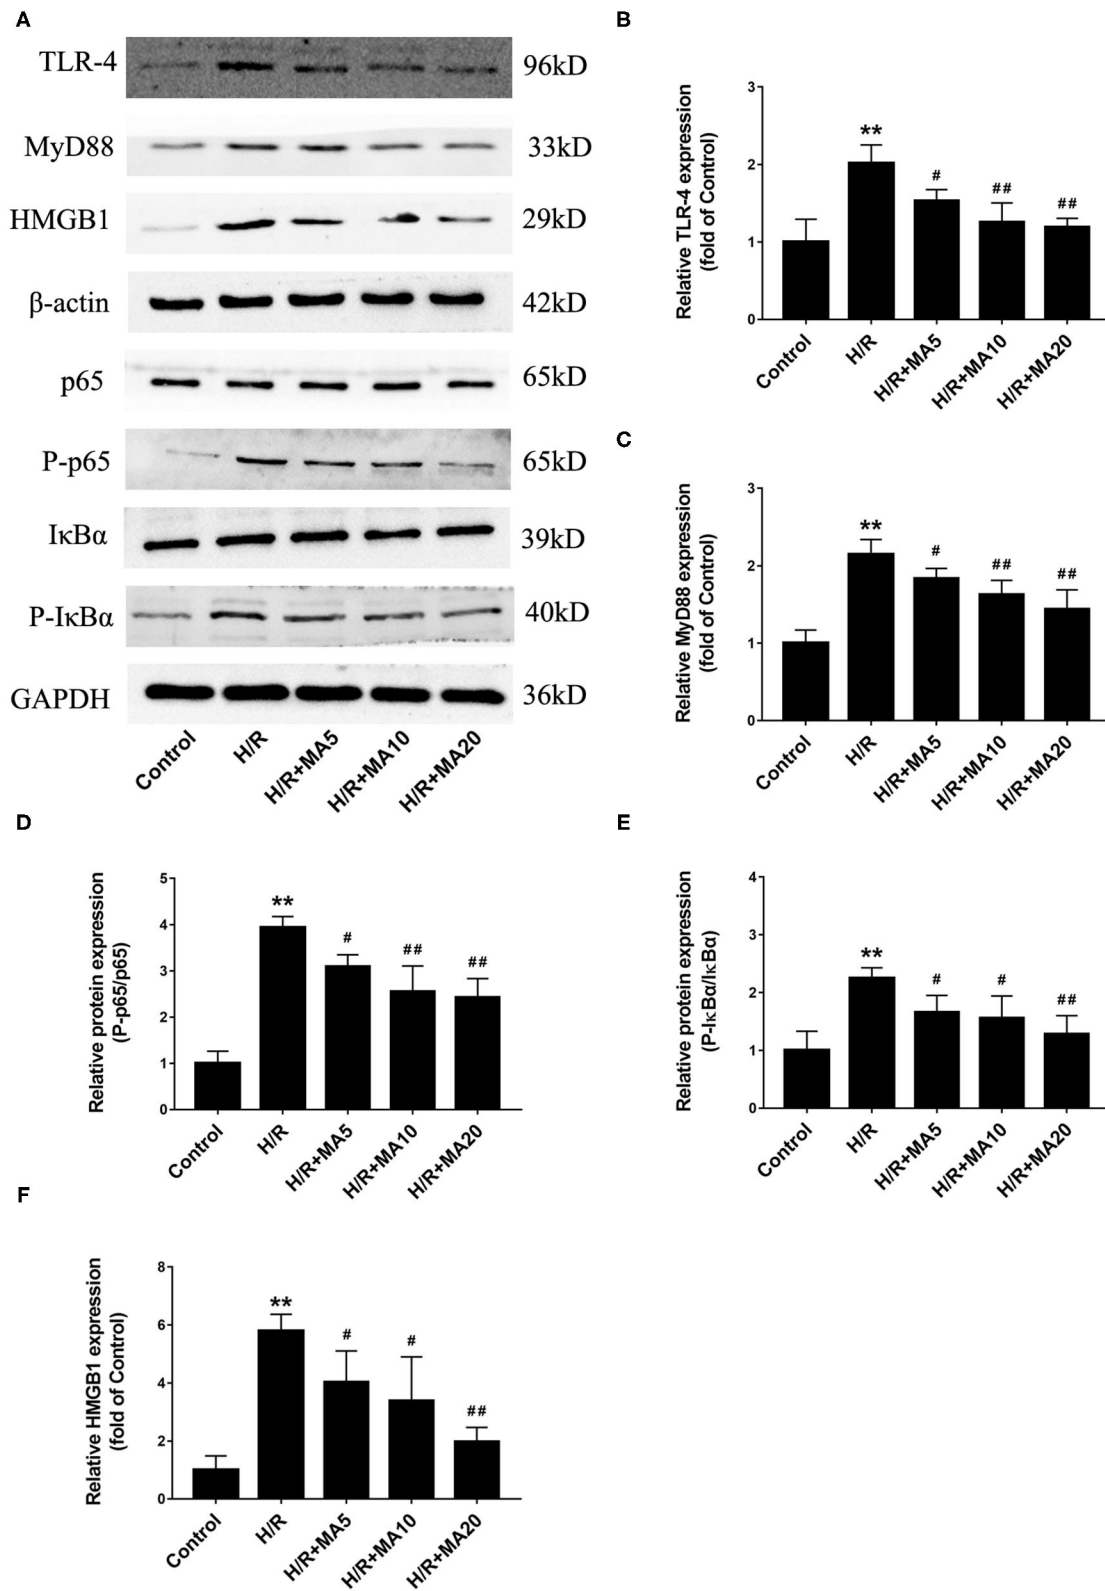 A
TLR-4 96kD
MyD88 33kD
HMGB1 29kD
β-actin 42kD
p65 65kD
P-p65 65kD
IκBα 39kD
P-IκBα 40kD
GAPDH 36kD
Control H/R H/R+MA5 H/R+MA10 H/R+MA20
B
Relative TLR-4 expression
(fold of Control)
3
2
1
0
**
#
##
##
Control H/R H/R+MA5 H/R+MA10 H/R+MA20
C
Relative MyD88 expression
(fold of Control)
3
2
1
0
**
#
##
##
Control H/R H/R+MA5 H/R+MA10 H/R+MA20
D
Relative protein expression
(P-p65/p65)
5
4
3
2
1
0
**
#
##
##
Control H/R H/R+MA5 H/R+MA10 H/R+MA20
E
Relative protein expression
(P-IκBα/IκBα)
4
3
2
1
0
**
#
#
##
Control H/R H/R+MA5 H/R+MA10 H/R+MA20
F
Relative HMGB1 expression
(fold of Control)
8
6
4
2
0
**
#
#
##
Control H/R H/R+MA5 H/R+MA10 H/R+MA20